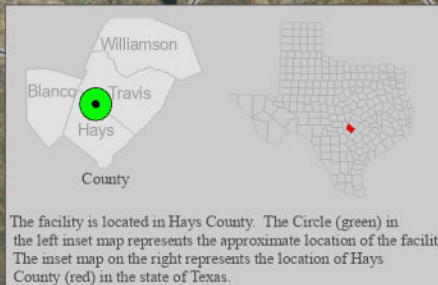 Williamson
Blanco
Travis
Hays
County
The facility is located in Hays County. The Circle (green) in
the left inset map represents the approximate location of the facilit
The inset map on the right represents the location of Hays
County (red) in the state of Texas.